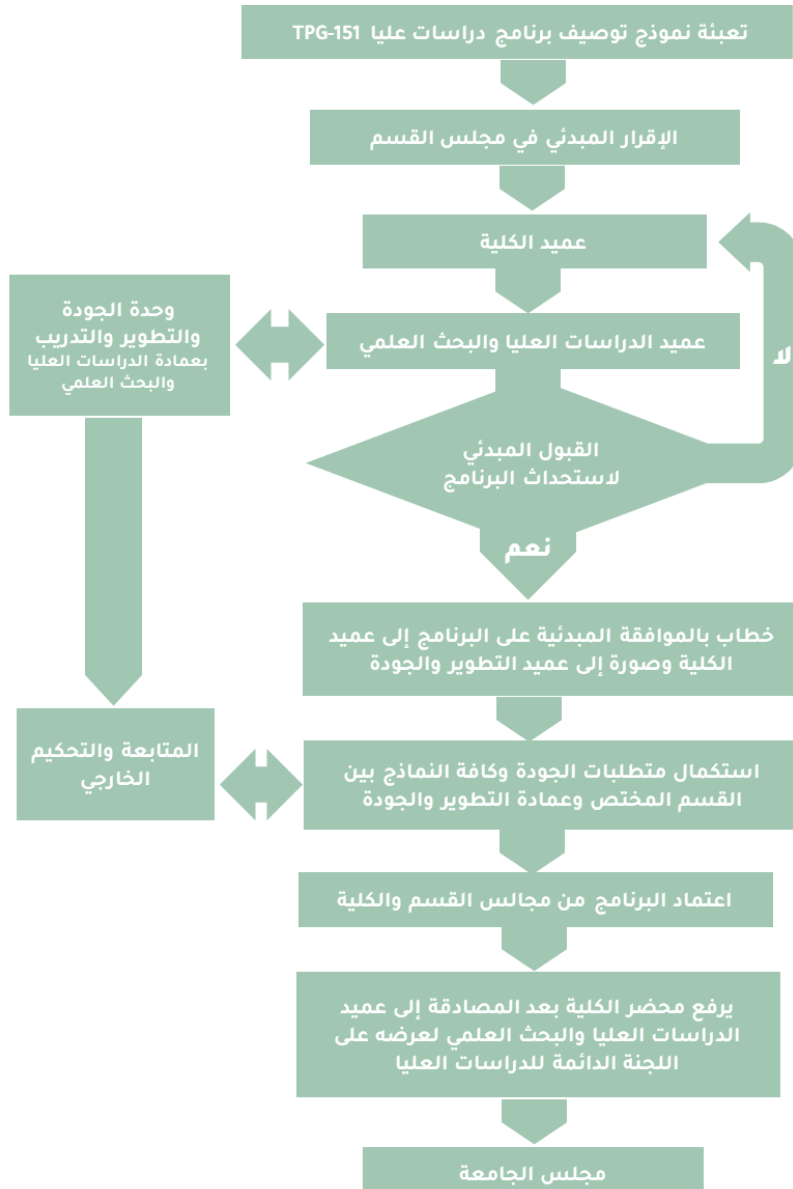 تعبئة نموذج توصيف برنامج دراسات عليا TPG-151
الإقرار المبدئي في مجلس القسم
عميد الكلية
عميد الدراسات العليا والبحث العلمي
وحدة الجودة
والتطوير والتدريب
بعمادة الدراسات العليا
والبحث العلمي
لا
القبول المبدئي
لاستحداث البرنامج
نعم
خطاب بالموافقة المبدئية على البرنامج إلى عميد
الكلية وصورة إلى عميد التطوير والجودة
استكمال متطلبات الجودة وكافة النماذج بين
القسم المختص وعمادة التطوير والجودة
المتابعة والتحكيم
الخارجي
اعتماد البرنامج من مجالس القسم والكلية
يرفع محضر الكلية بعد المصادقة إلى عميد
الدراسات العليا والبحث العلمي لعرضه على
اللجنة الدائمة للدراسات العليا
مجلس الجامعة